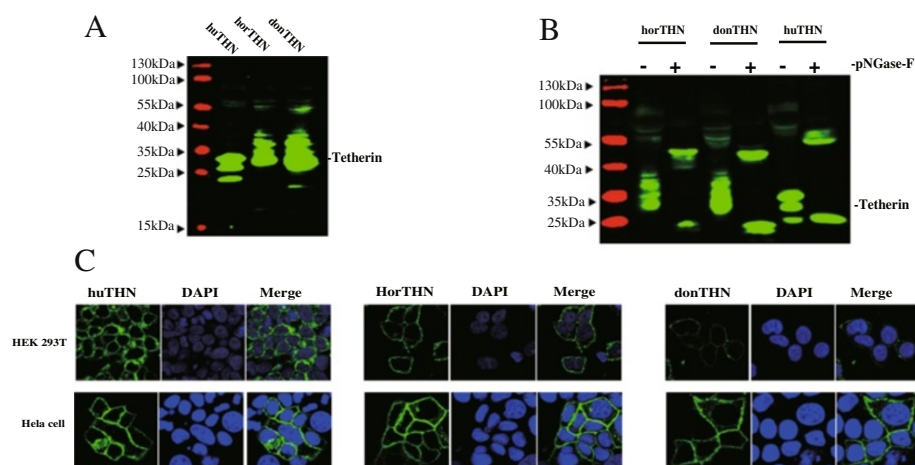 A
huTHN
horTHN
donTHN
130kDa
100kDa
55kDa
40kDa
35kDa
25kDa
15kDa
-Tetherin
B
horTHN donTHN huTHN
- + - + - + -pNGase-F
130kDa
100kDa
55kDa
40kDa
35kDa
25kDa
-Tetherin
C
huTHN DAPI Merge HorTHN DAPI Merge donTHN DAPI Merge
HEK 293T
Hela cell